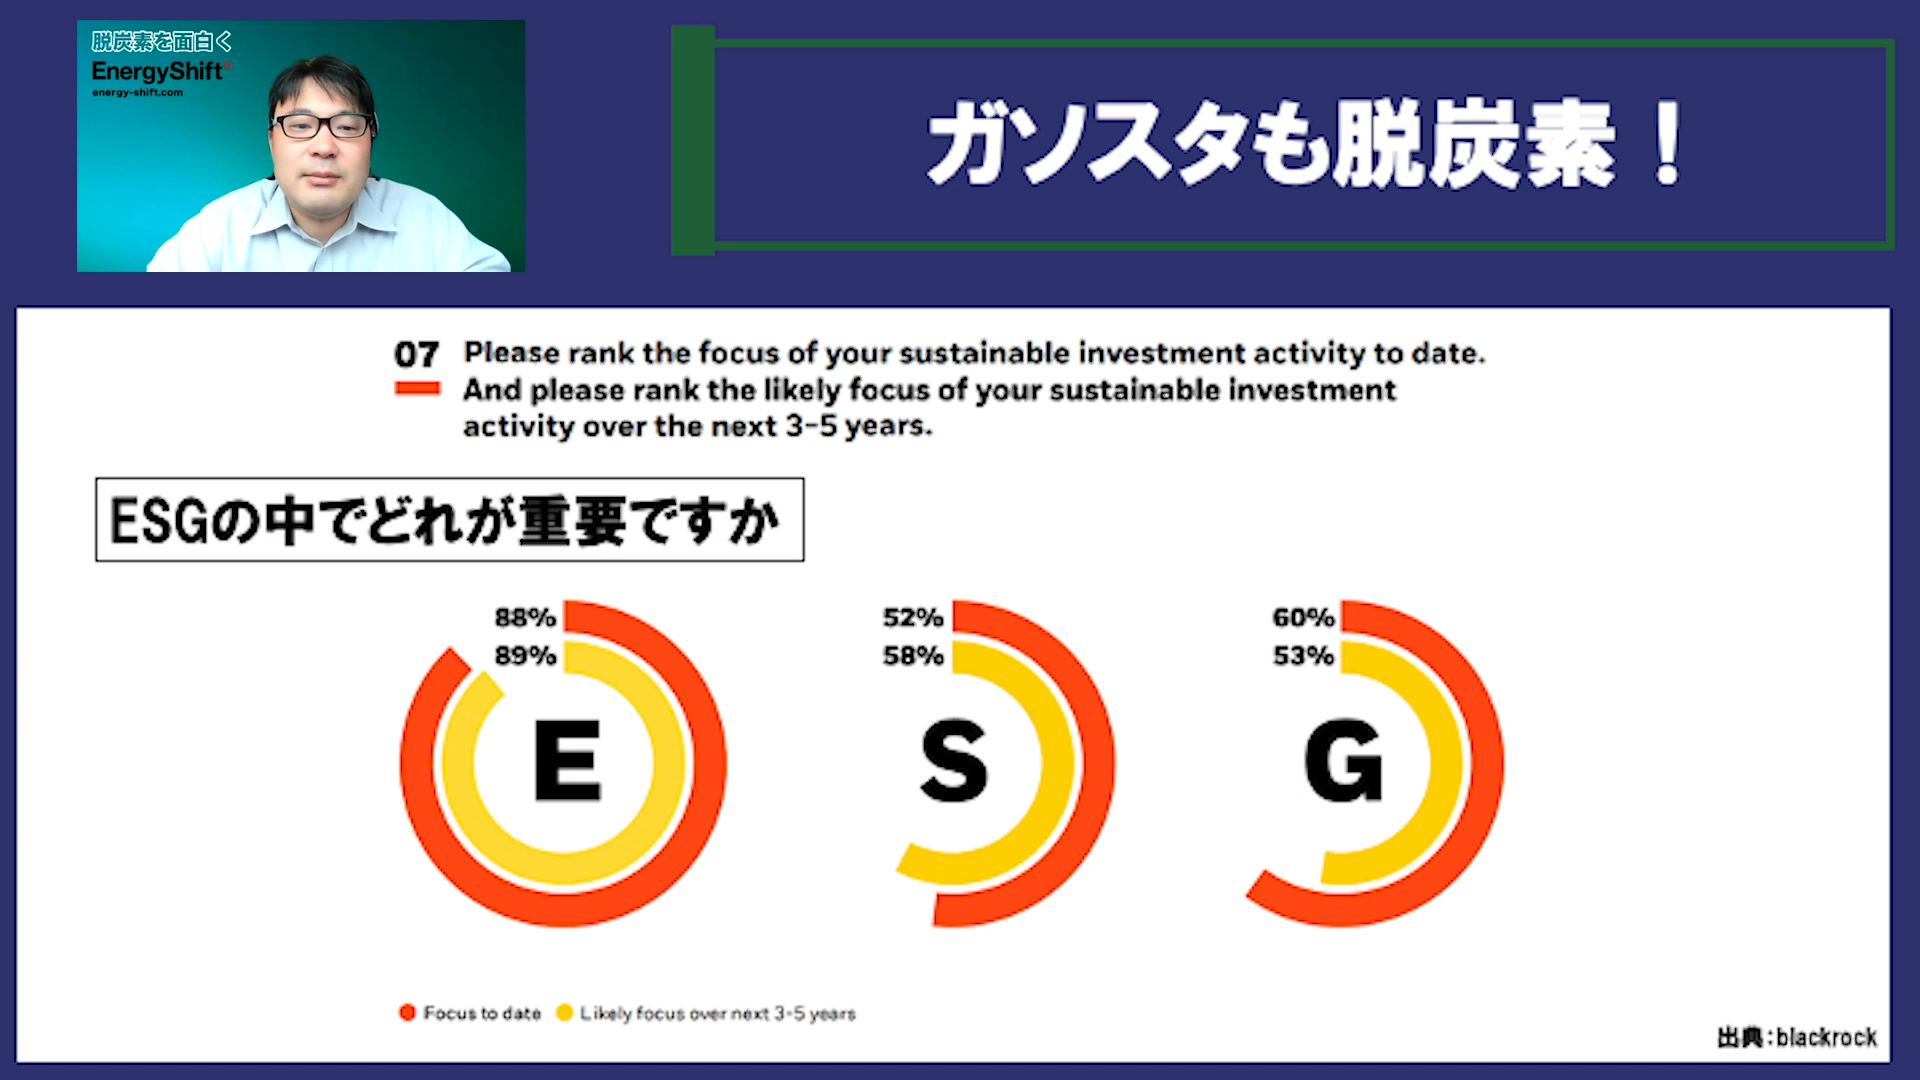 脱炭素を面白く
EnergyShift
energy-shift.com
ガソスタも脱炭素！
07 Please rank the focus of your sustainable investment activity to date.
And please rank the likely focus of your sustainable investment
activity over the next 3-5 years.
ESGの中でどれが重要ですか
88%
89%
E
52%
58%
S
60%
53%
G
Focus to date Likely focus over next 3-5 years
出典：blackrock